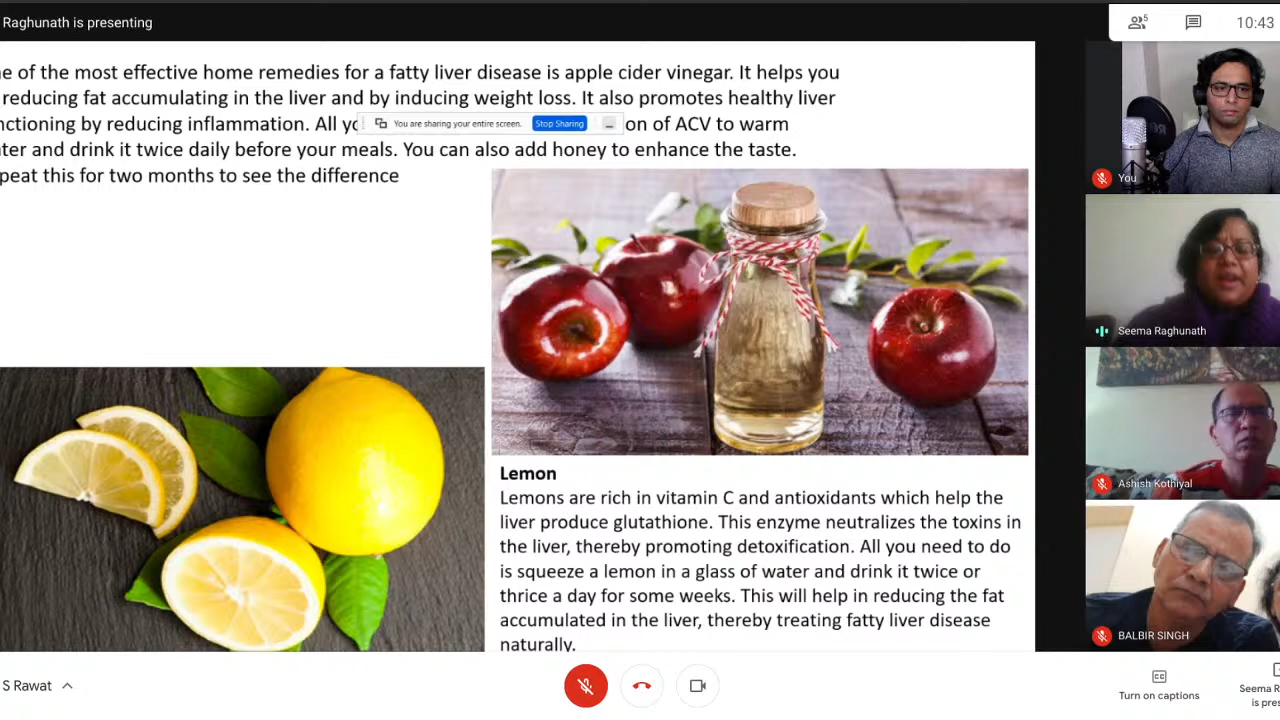 Raghunath is presenting
5
10:43
e of the most effective home remedies for a fatty liver disease is apple cider vinegar. It helps you
reducing fat accumulating in the liver and by inducing weight loss. It also promotes healthy liver
nctioning by reducing inflammation. All yo
You are sharing your entire screen. Stop Sharing
on of ACV to warm
ter and drink it twice daily before your meals. You can also add honey to enhance the taste.
peat this for two months to see the difference
You
Seema Raghunath
Ashish Kothiyal
BALBIR SINGH
Lemon
Lemons are rich in vitamin C and antioxidants which help the
liver produce glutathione. This enzyme neutralizes the toxins in
the liver, thereby promoting detoxification. All you need to do
is squeeze a lemon in a glass of water and drink it twice or
thrice a day for some weeks. This will help in reducing the fat
accumulated in the liver, thereby treating fatty liver disease
naturally.
S Rawat
CC
Turn on captions
Seema R
is pres